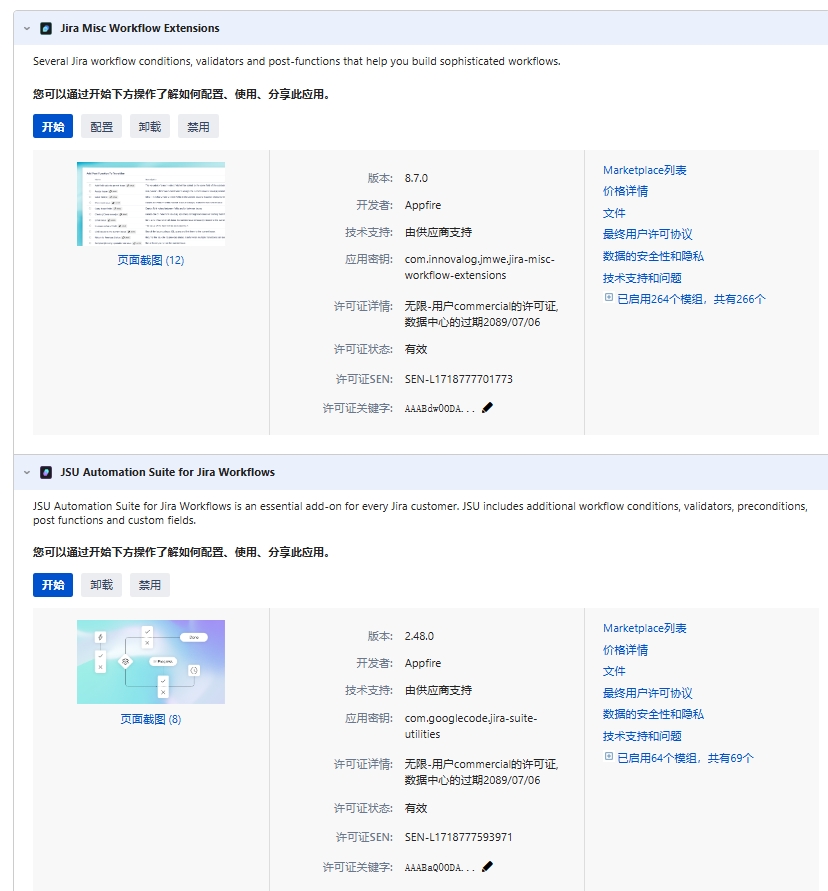 Jira Misc Workflow Extensions
Several Jira workflow conditions, validators and post-functions that help you build sophisticated workflows.
您可以通过开始下方操作了解如何配置、使用、分享此应用。
开始 配置 卸载 禁用
页面截图 (12)
版本: 8.7.0
开发者: Appfire
技术支持: 由供应商支持
应用密钥: com.innovalog.jmwe.jira-misc-
workflow-extensions
许可证详情: 无限-用户commercial的许可证,
数据中心的过期2089/07/06
许可证状态: 有效
许可证SEN: SEN-L1718777701773
许可证关键字: AAABdwOODA...
Marketplace列表
价格详情
文件
最终用户许可协议
数据的安全性和隐私
技术支持和问题
已启用264个模组，共有266个
JSU Automation Suite for Jira Workflows
JSU Automation Suite for Jira Workflows is an essential add-on for every Jira customer. JSU includes additional workflow conditions, validators, preconditions,
post functions and custom fields.
您可以通过开始下方操作了解如何配置、使用、分享此应用。
开始 卸载 禁用
Done
In Progress
页面截图 (8)
版本: 2.48.0
开发者: Appfire
技术支持: 由供应商支持
应用密钥: com.googlecode.jira-suite-
utilities
许可证详情: 无限-用户commercial的许可证,
数据中心的过期2089/07/06
许可证状态: 有效
许可证SEN: SEN-L1718777593971
许可证关键字: AAABaQOODA...
Marketplace列表
价格详情
文件
最终用户许可协议
数据的安全性和隐私
技术支持和问题
已启用64个模组，共有69个